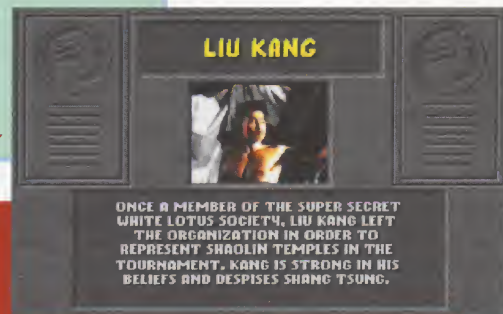 LIU KANG
ONCE A MEMBER OF THE SUPER SECRET
WHITE LOTUS SOCIETY, LIU KANG LEFT
THE ORGANIZATION IN ORDER TO
REPRESENT SHAOLIN TEMPLES IN THE
TOURNAMENT. KANG IS STRONG IN HIS
BELIEFS AND DESPISES SHANG TSUNG.